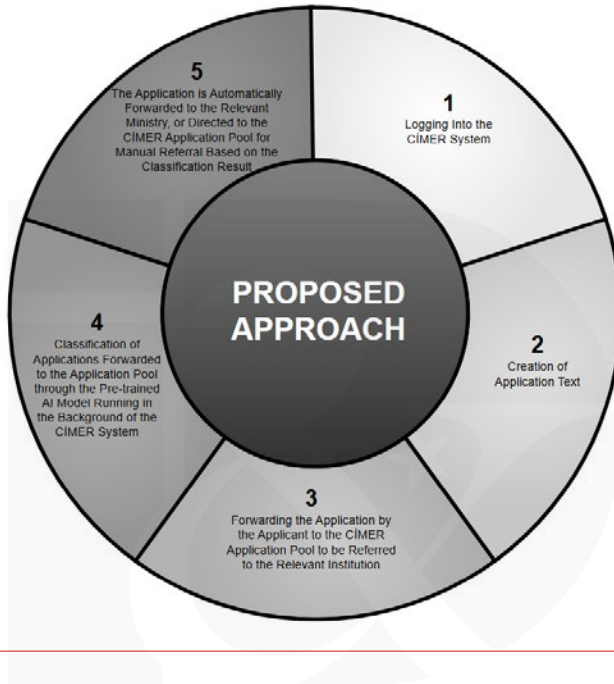 5
The Application is Automatically
Forwarded to the Relevant
Ministry, or Directed to the
CİMER Application Pool for
Manual Referral Based on the
Classification Result
1
Logging Into the
CİMER System
PROPOSED
APPROACH
4
Classification of
Applications Forwarded
to the Application Pool
through the Pre-trained
AI Model Running in
the Background of the
CİMER System
2
Creation of
Application Text
3
Forwarding the Application by
the Applicant to the CİMER
Application Pool to be Referred
to the Relevant Institution